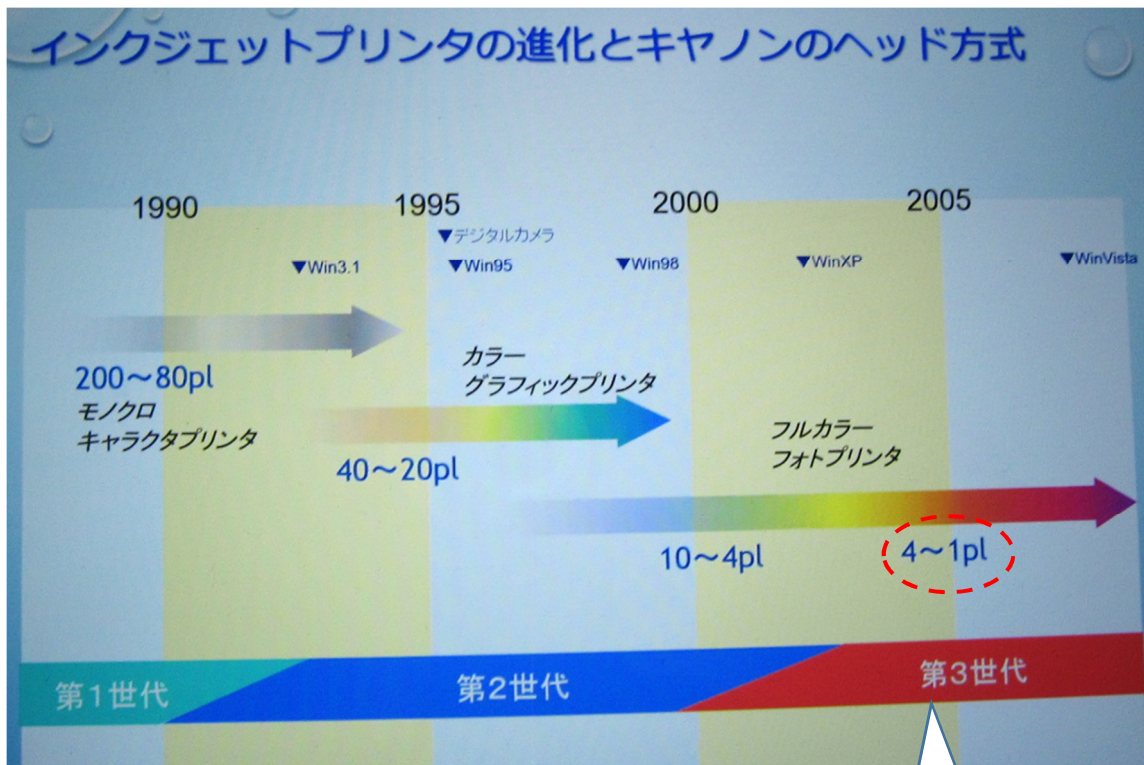 インクジェットプリンタの進化とキヤノンのヘッド方式
1990
1995
2000
2005
▼デジタルカメラ
▼Win3.1
▼Win95
▼Win98
▼WinXP
▼WinVista
200～80pl
モノクロ
キャラクタプリンタ
カラー
グラフィックプリンタ
40～20pl
フルカラー
フォトプリンタ
10～4pl
4～1pl
第1世代
第2世代
第3世代